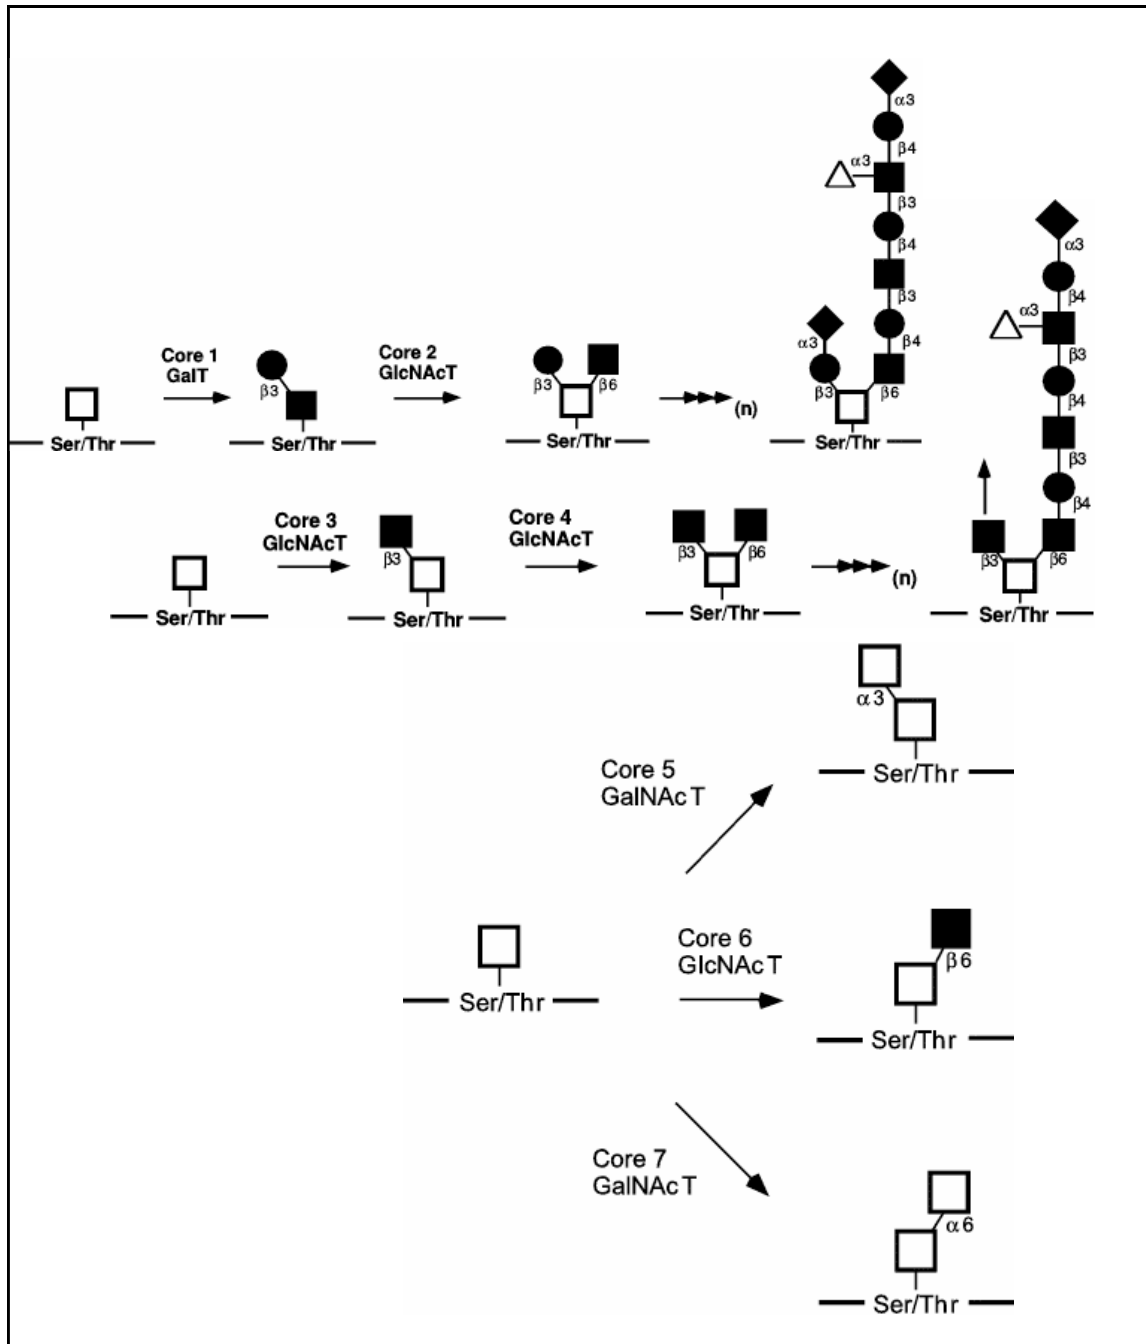 α3
β4
α3
β3
β4
β3
β4
α3
β3
β6
Core 1
GalT
β3
Core 2
GlcNAcT
β3
β6
(n)
Ser/Thr
Ser/Thr
Ser/Thr
Ser/Thr
α3
β4
α3
β3
β4
β3
β4
β3
β6
Core 3
GlcNAcT
β3
Core 4
GlcNAcT
β3
β6
(n)
Ser/Thr
Ser/Thr
Ser/Thr
Ser/Thr
α3
Ser/Thr
Core 5
GalNAcT
Core 6
GlcNAcT
β6
Ser/Thr
Ser/Thr
Core 7
GalNAcT
α6
Ser/Thr